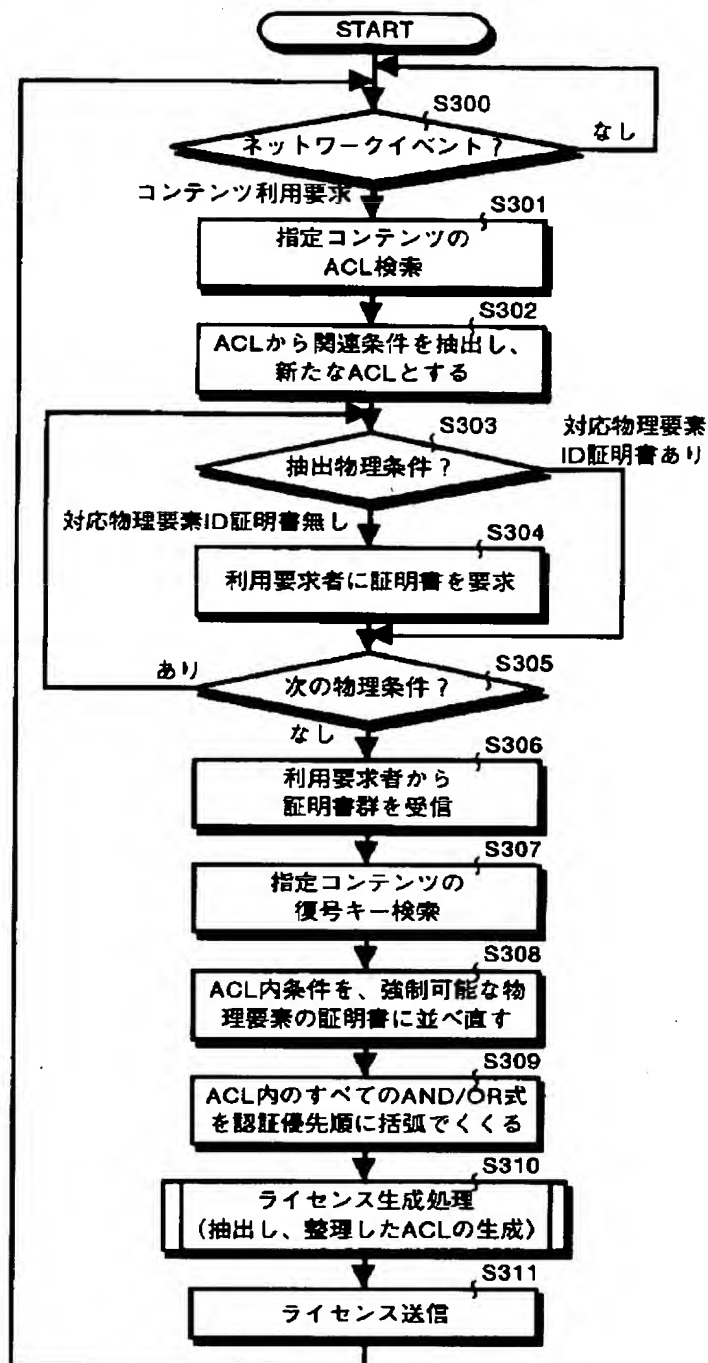 START
S300
ネットワークイベント?
なし
コンテンツ利用要求
S301
指定コンテンツの
ACL検索
S302
ACLから関連条件を抽出し、
新たなACLとする
S303
抽出物理条件?
対応物理要素
ID証明書あり
対応物理要素ID証明書無し
S304
利用要求者に証明書を要求
S305
次の物理条件?
あり
なし
S306
利用要求者から
証明書群を受信
S307
指定コンテンツの
復号キー検索
S308
ACL内条件を、強制可能な物
理要素の証明書に並べ直す
S309
ACL内のすべてのAND/OR式
を認証優先順に括弧でくくる
S310
ライセンス生成処理
(抽出し、整理したACLの生成)
S311
ライセンス送信